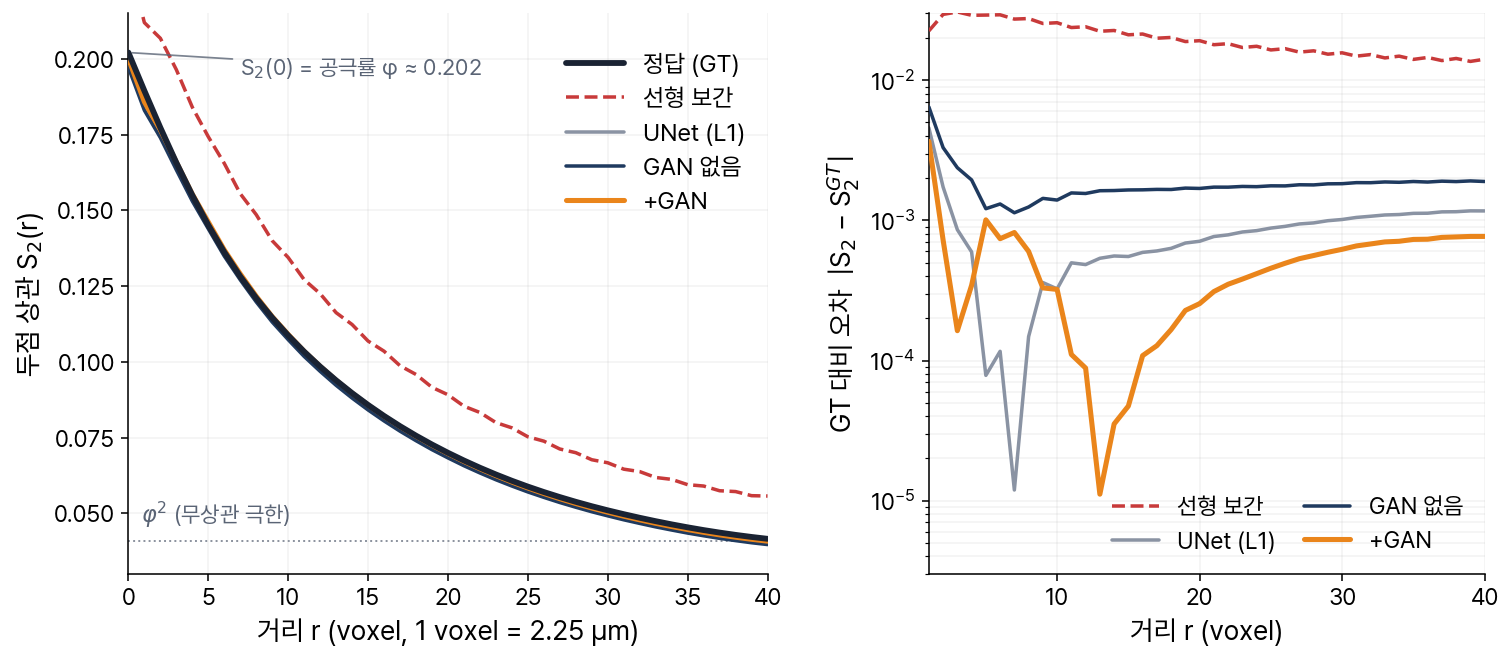 두점 상관 S₂(r)
0.200
0.175
0.150
0.125
0.100
0.075
0.050
S₂(0) = 공극률 φ ≈ 0.202
정답 (GT)
선형 보간
UNet (L1)
GAN 없음
+GAN
φ² (무상관 극한)
0 5 10 15 20 25 30 35 40
거리 r (voxel, 1 voxel = 2.25 µm)
GT 대비 오차 |S₂ − S₂ᴳᵀ|
10⁻²
10⁻³
10⁻⁴
10⁻⁵
선형 보간
UNet (L1)
GAN 없음
+GAN
10 20 30 40
거리 r (voxel)